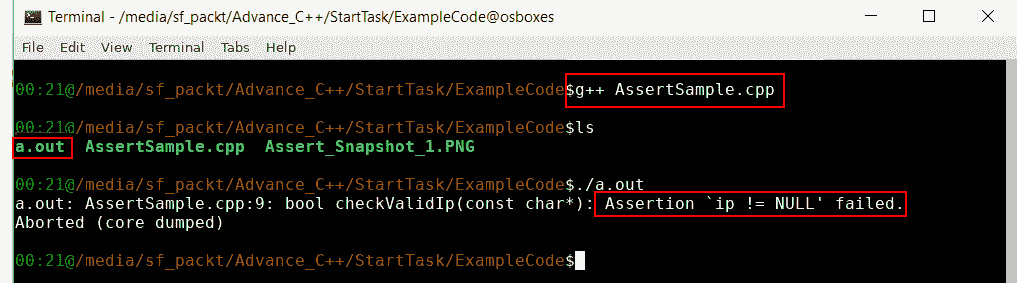 Terminal - /media/sf_packt/Advance_C++/StartTask/ExampleCode@osboxes
File Edit View Terminal Tabs Help
00:21@/media/sf_packt/Advance_C++/StartTask/ExampleCode$g++ AssertSample.cpp
00:21@/media/sf_packt/Advance_C++/StartTask/ExampleCode$ls
a.out AssertSample.cpp Assert_Snapshot_1.PNG
00:21@/media/sf_packt/Advance_C++/StartTask/ExampleCode$./a.out
a.out: AssertSample.cpp:9: bool checkValidIp(const char*): Assertion `ip != NULL' failed.
Aborted (core dumped)
00:21@/media/sf_packt/Advance_C++/StartTask/ExampleCode$